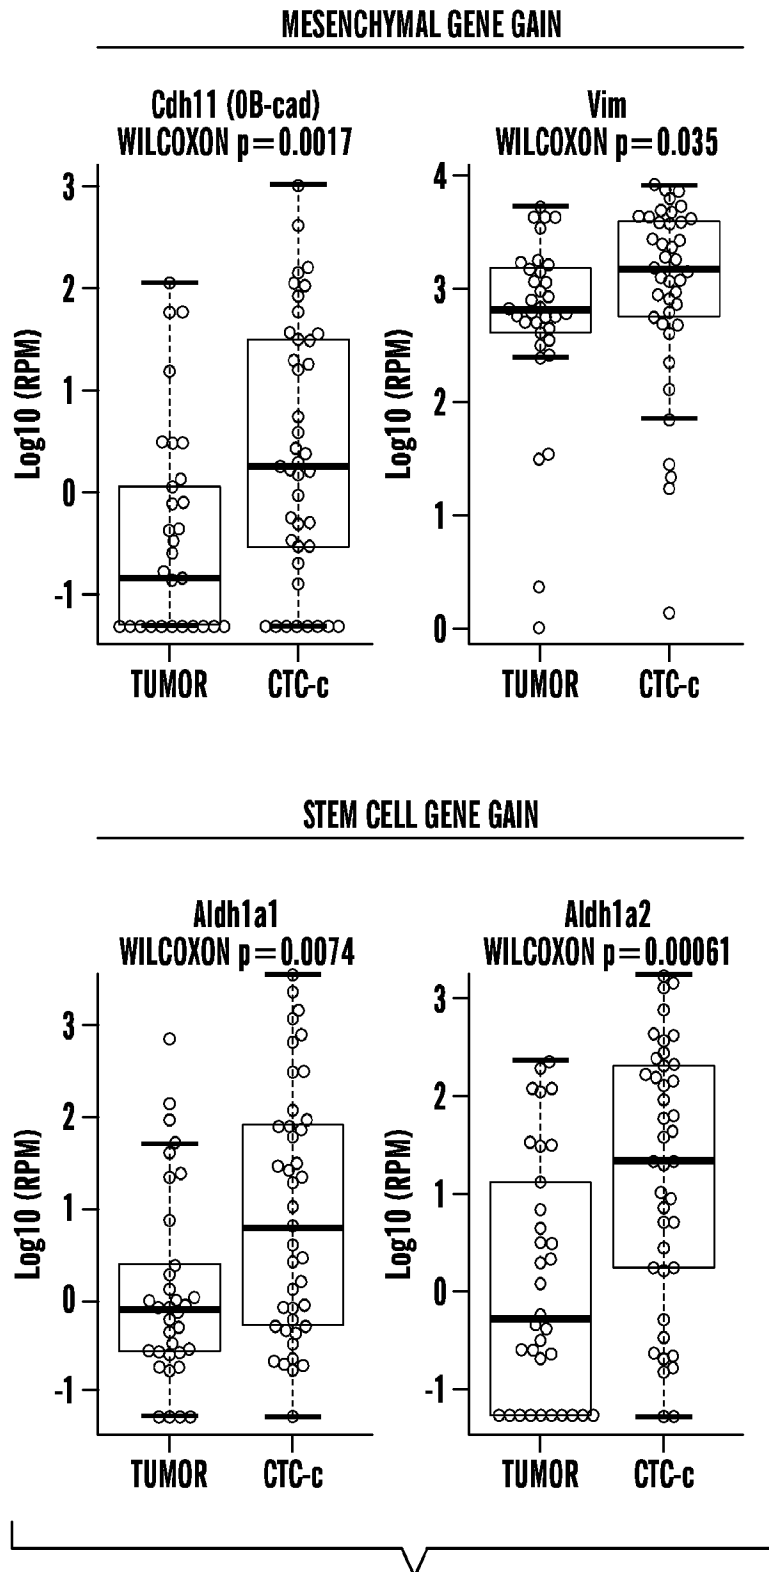 MESENCHYMAL GENE GAIN
Cdh11 (OB-cad)
WILCOXON p=0.0017
Vim
WILCOXON p=0.035
Log10 (RPM)
3
2
1
0
-1
TUMOR
CTC-c
Log10 (RPM)
4
3
2
1
0
TUMOR
CTC-c
STEM CELL GENE GAIN
Aldh1a1
WILCOXON p=0.0074
Aldh1a2
WILCOXON p=0.00061
Log10 (RPM)
3
2
1
0
-1
TUMOR
CTC-c
Log10 (RPM)
3
2
1
0
-1
TUMOR
CTC-c